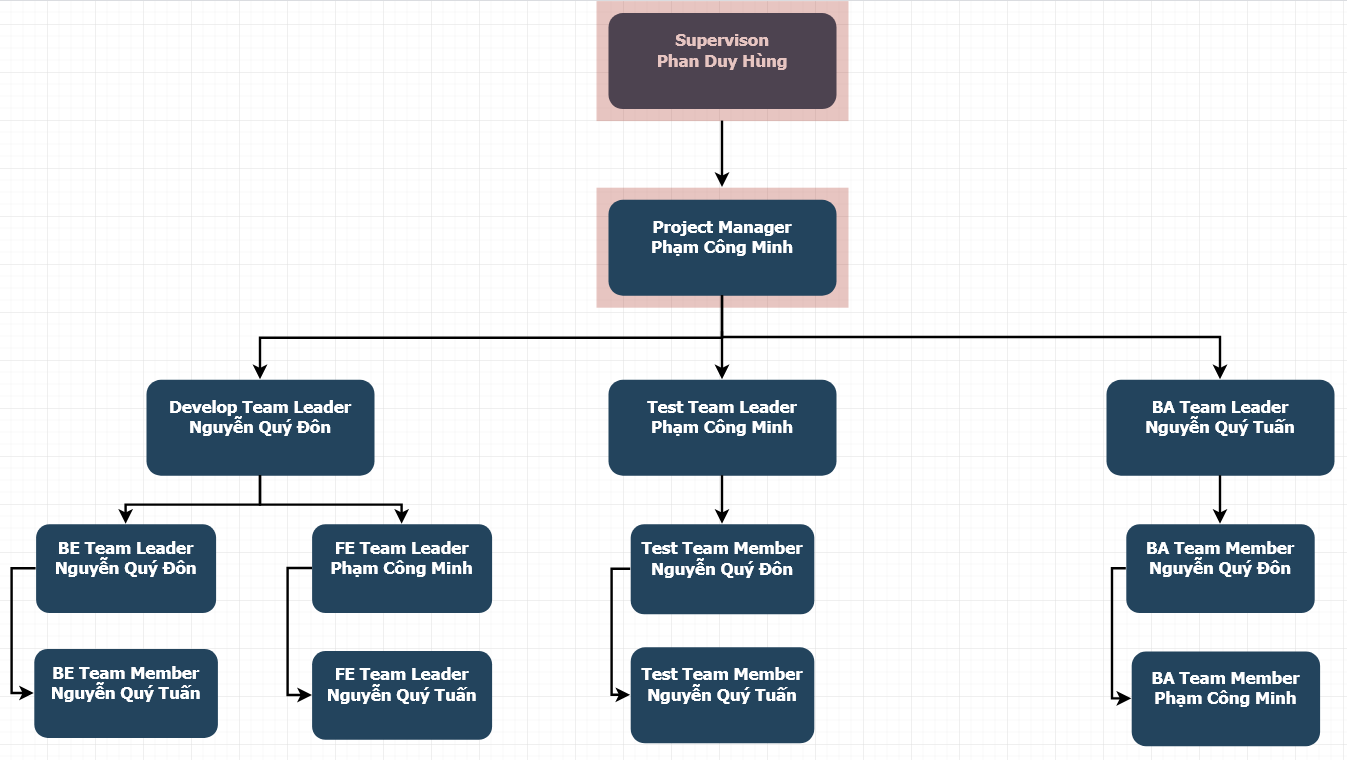 Supervison
Phan Duy Hùng
Project Manager
Phạm Công Minh
Develop Team Leader
Nguyễn Quý Đôn
Test Team Leader
Phạm Công Minh
BA Team Leader
Nguyễn Quý Tuấn
BE Team Leader
Nguyễn Quý Đôn
FE Team Leader
Phạm Công Minh
Test Team Member
Nguyễn Quý Đôn
BA Team Member
Nguyễn Quý Đôn
BE Team Member
Nguyễn Quý Tuấn
FE Team Leader
Nguyễn Quý Tuấn
Test Team Member
Nguyễn Quý Tuấn
BA Team Member
Phạm Công Minh